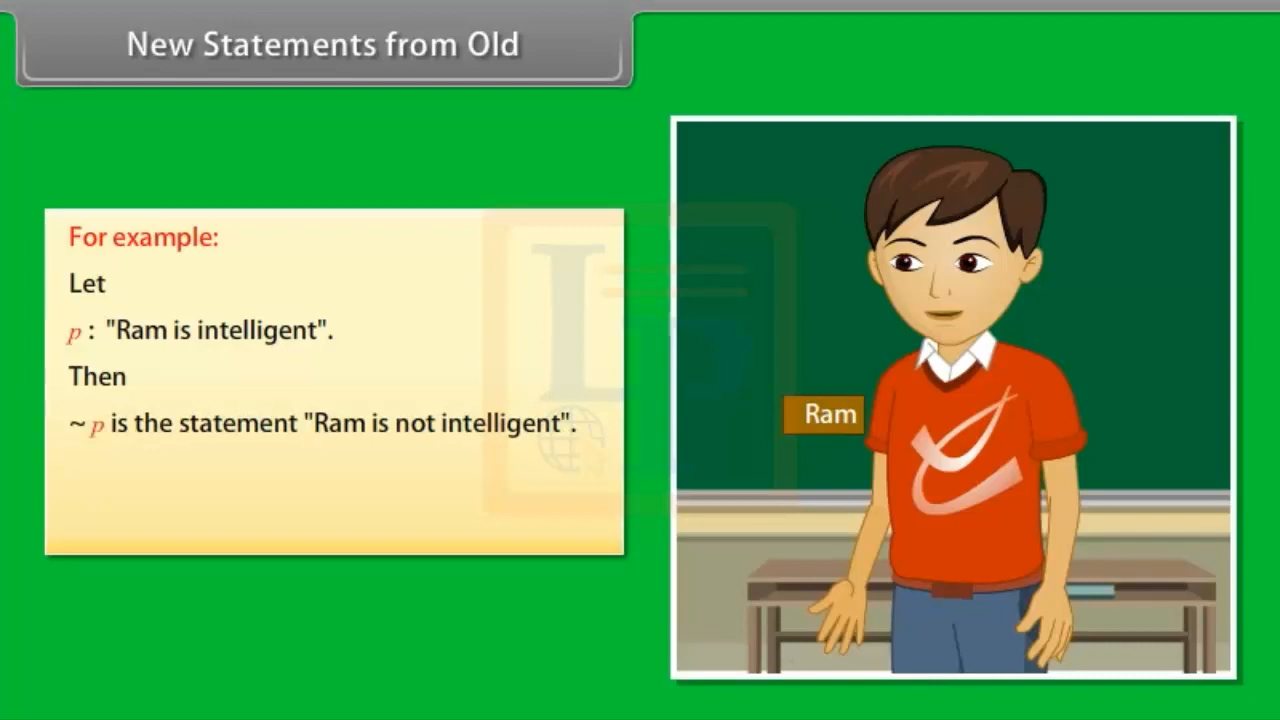 New Statements from Old
For example:
Let
p : "Ram is intelligent".
Then
~ p is the statement "Ram is not intelligent".
Ram